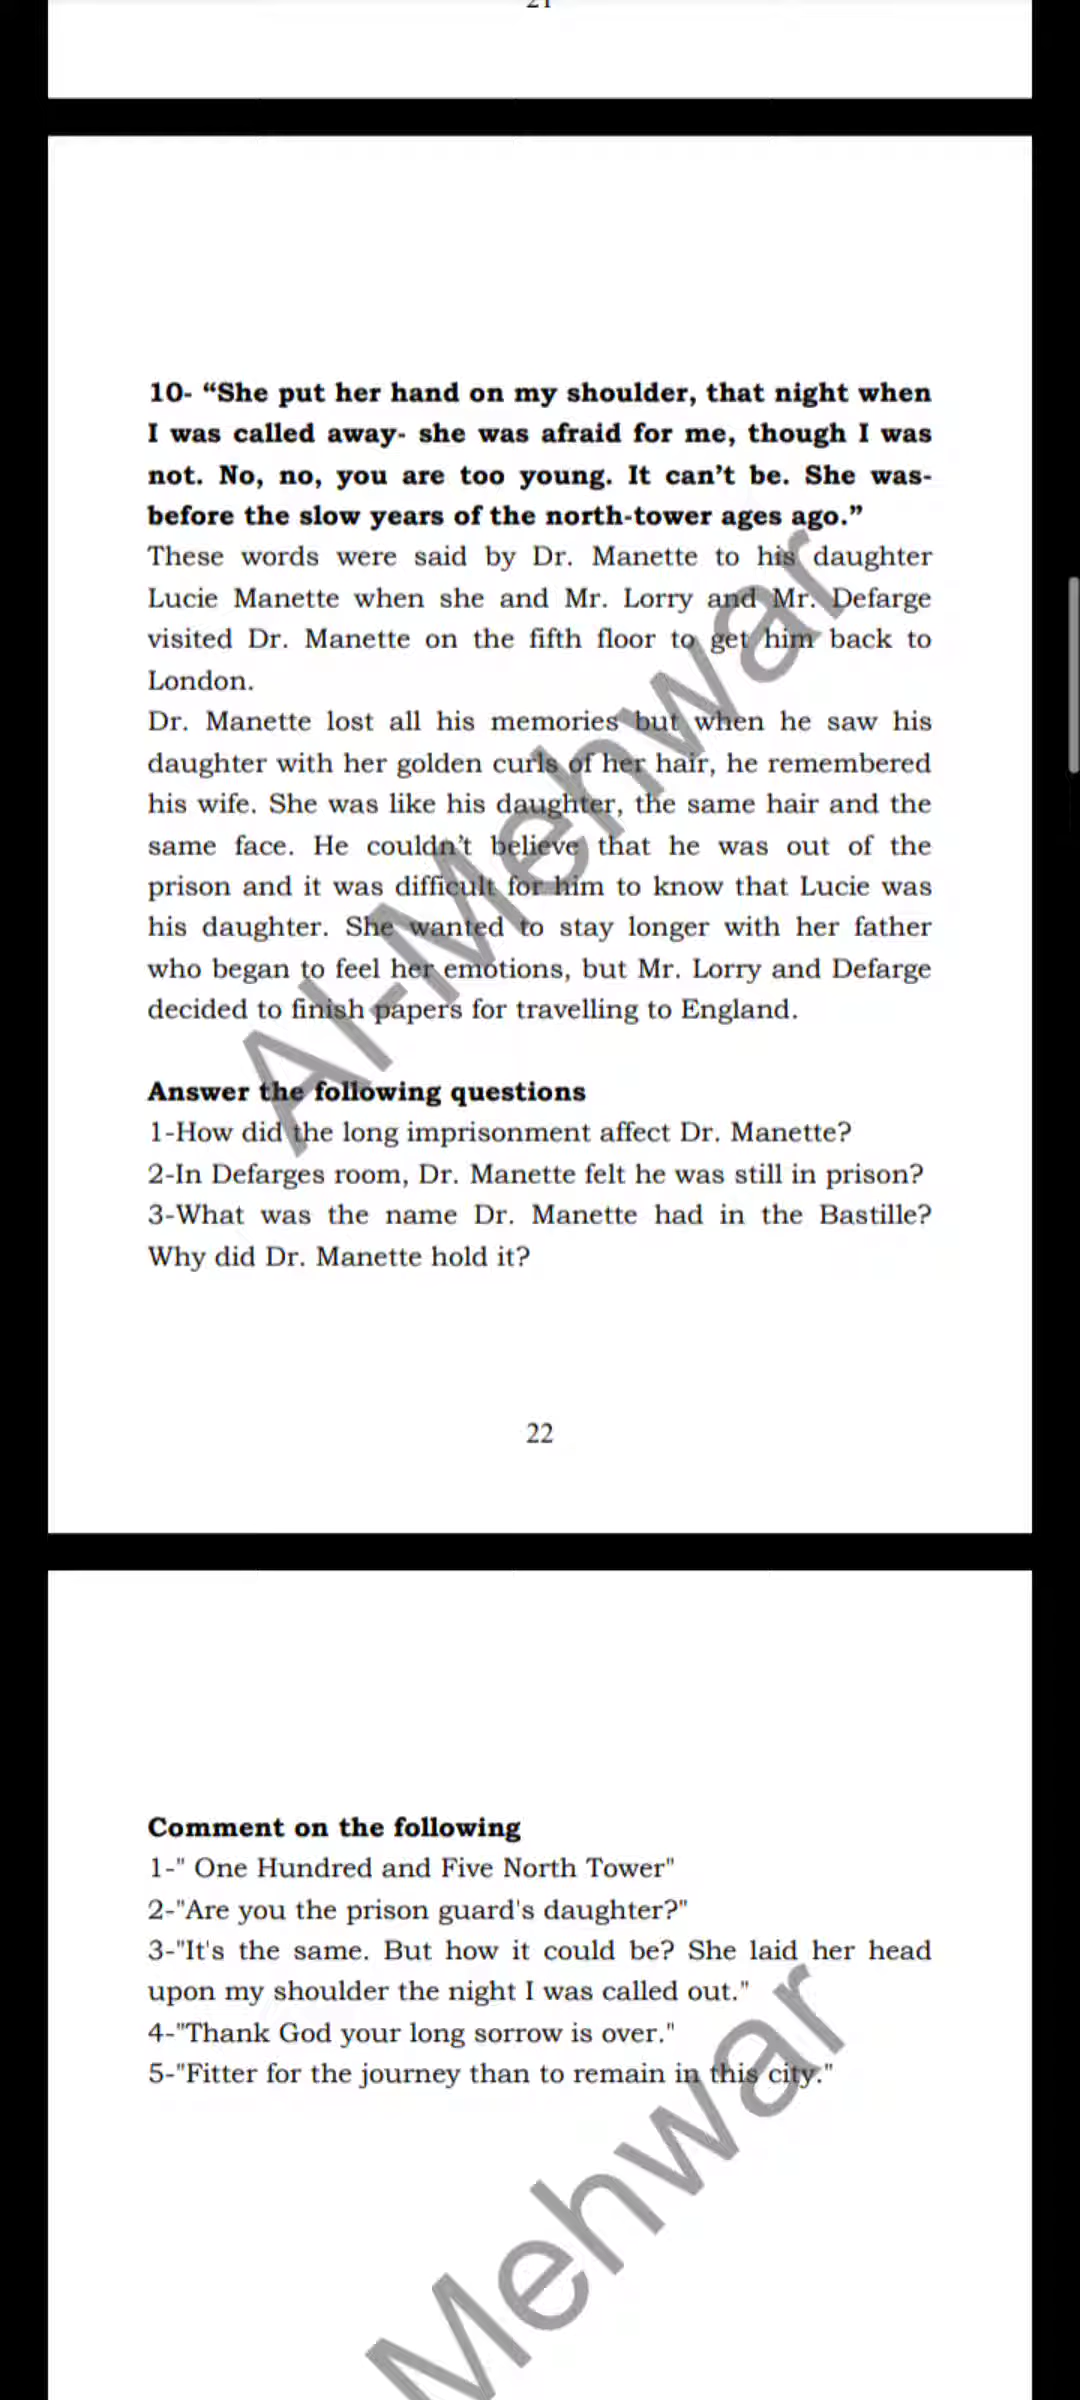 21
10- “She put her hand on my shoulder, that night when
I was called away- she was afraid for me, though I was
not. No, no, you are too young. It can’t be. She was-
before the slow years of the north-tower ages ago.”
These words were said by Dr. Manette to his daughter
Lucie Manette when she and Mr. Lorry and Mr. Defarge
visited Dr. Manette on the fifth floor to get him back to
London.
Dr. Manette lost all his memories but when he saw his
daughter with her golden curls of her hair, he remembered
his wife. She was like his daughter, the same hair and the
same face. He couldn’t believe that he was out of the
prison and it was difficult for him to know that Lucie was
his daughter. She wanted to stay longer with her father
who began to feel her emotions, but Mr. Lorry and Defarge
decided to finish papers for travelling to England.
Al-Mehwar
Answer the following questions
1-How did the long imprisonment affect Dr. Manette?
2-In Defarges room, Dr. Manette felt he was still in prison?
3-What was the name Dr. Manette had in the Bastille?
Why did Dr. Manette hold it?
22
Comment on the following
1-" One Hundred and Five North Tower"
2-"Are you the prison guard's daughter?"
3-"It's the same. But how it could be? She laid her head
upon my shoulder the night I was called out."
4-"Thank God your long sorrow is over."
5-"Fitter for the journey than to remain in this city."
Mehwar